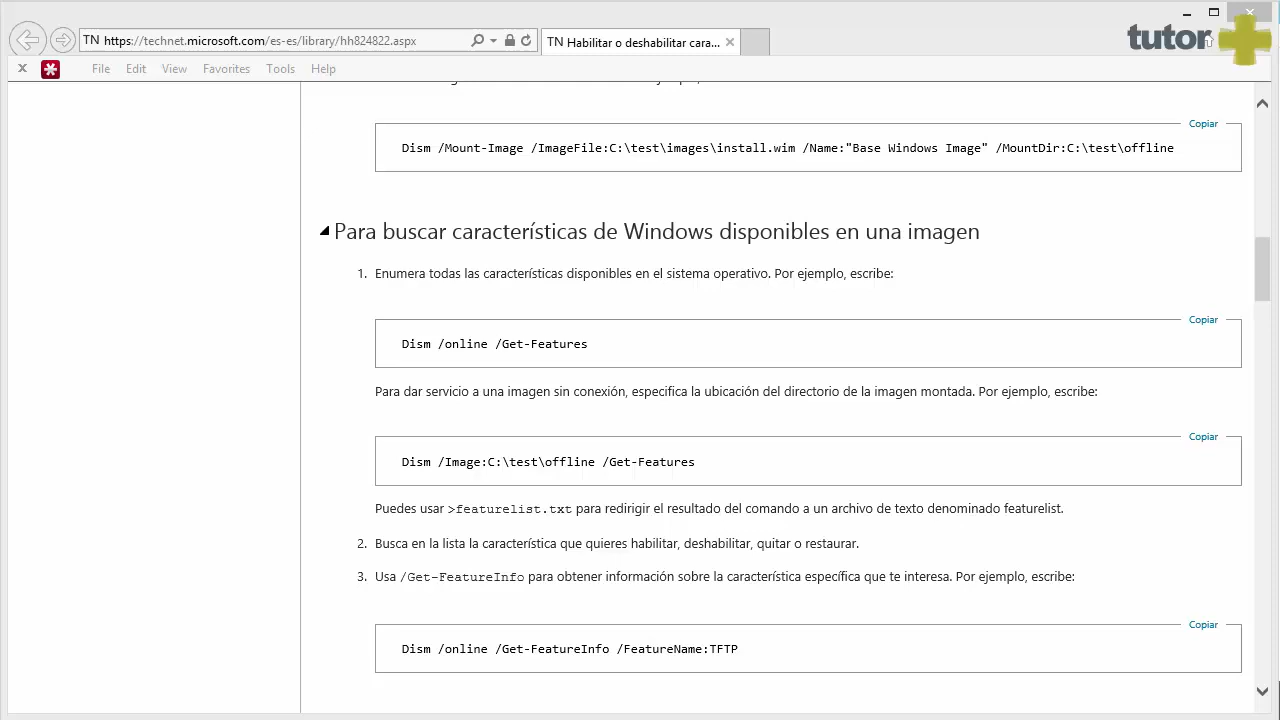 tutor
TN https://technet.microsoft.com/es-es/library/hh824822.aspx
TN Habilitar o deshabilitar cara...
File Edit View Favorites Tools Help
Copiar
Dism /Mount-Image /ImageFile:C:\test\images\install.wim /Name:"Base Windows Image" /MountDir:C:\test\offline
Para buscar características de Windows disponibles en una imagen
1. Enumera todas las características disponibles en el sistema operativo. Por ejemplo, escribe:
Copiar
Dism /online /Get-Features
Para dar servicio a una imagen sin conexión, especifica la ubicación del directorio de la imagen montada. Por ejemplo, escribe:
Copiar
Dism /Image:C:\test\offline /Get-Features
Puedes usar >featurelist.txt para redirigir el resultado del comando a un archivo de texto denominado featurelist.
2. Busca en la lista la característica que quieres habilitar, deshabilitar, quitar o restaurar.
3. Usa /Get-FeatureInfo para obtener información sobre la característica específica que te interesa. Por ejemplo, escribe:
Copiar
Dism /online /Get-FeatureInfo /FeatureName:TFTP